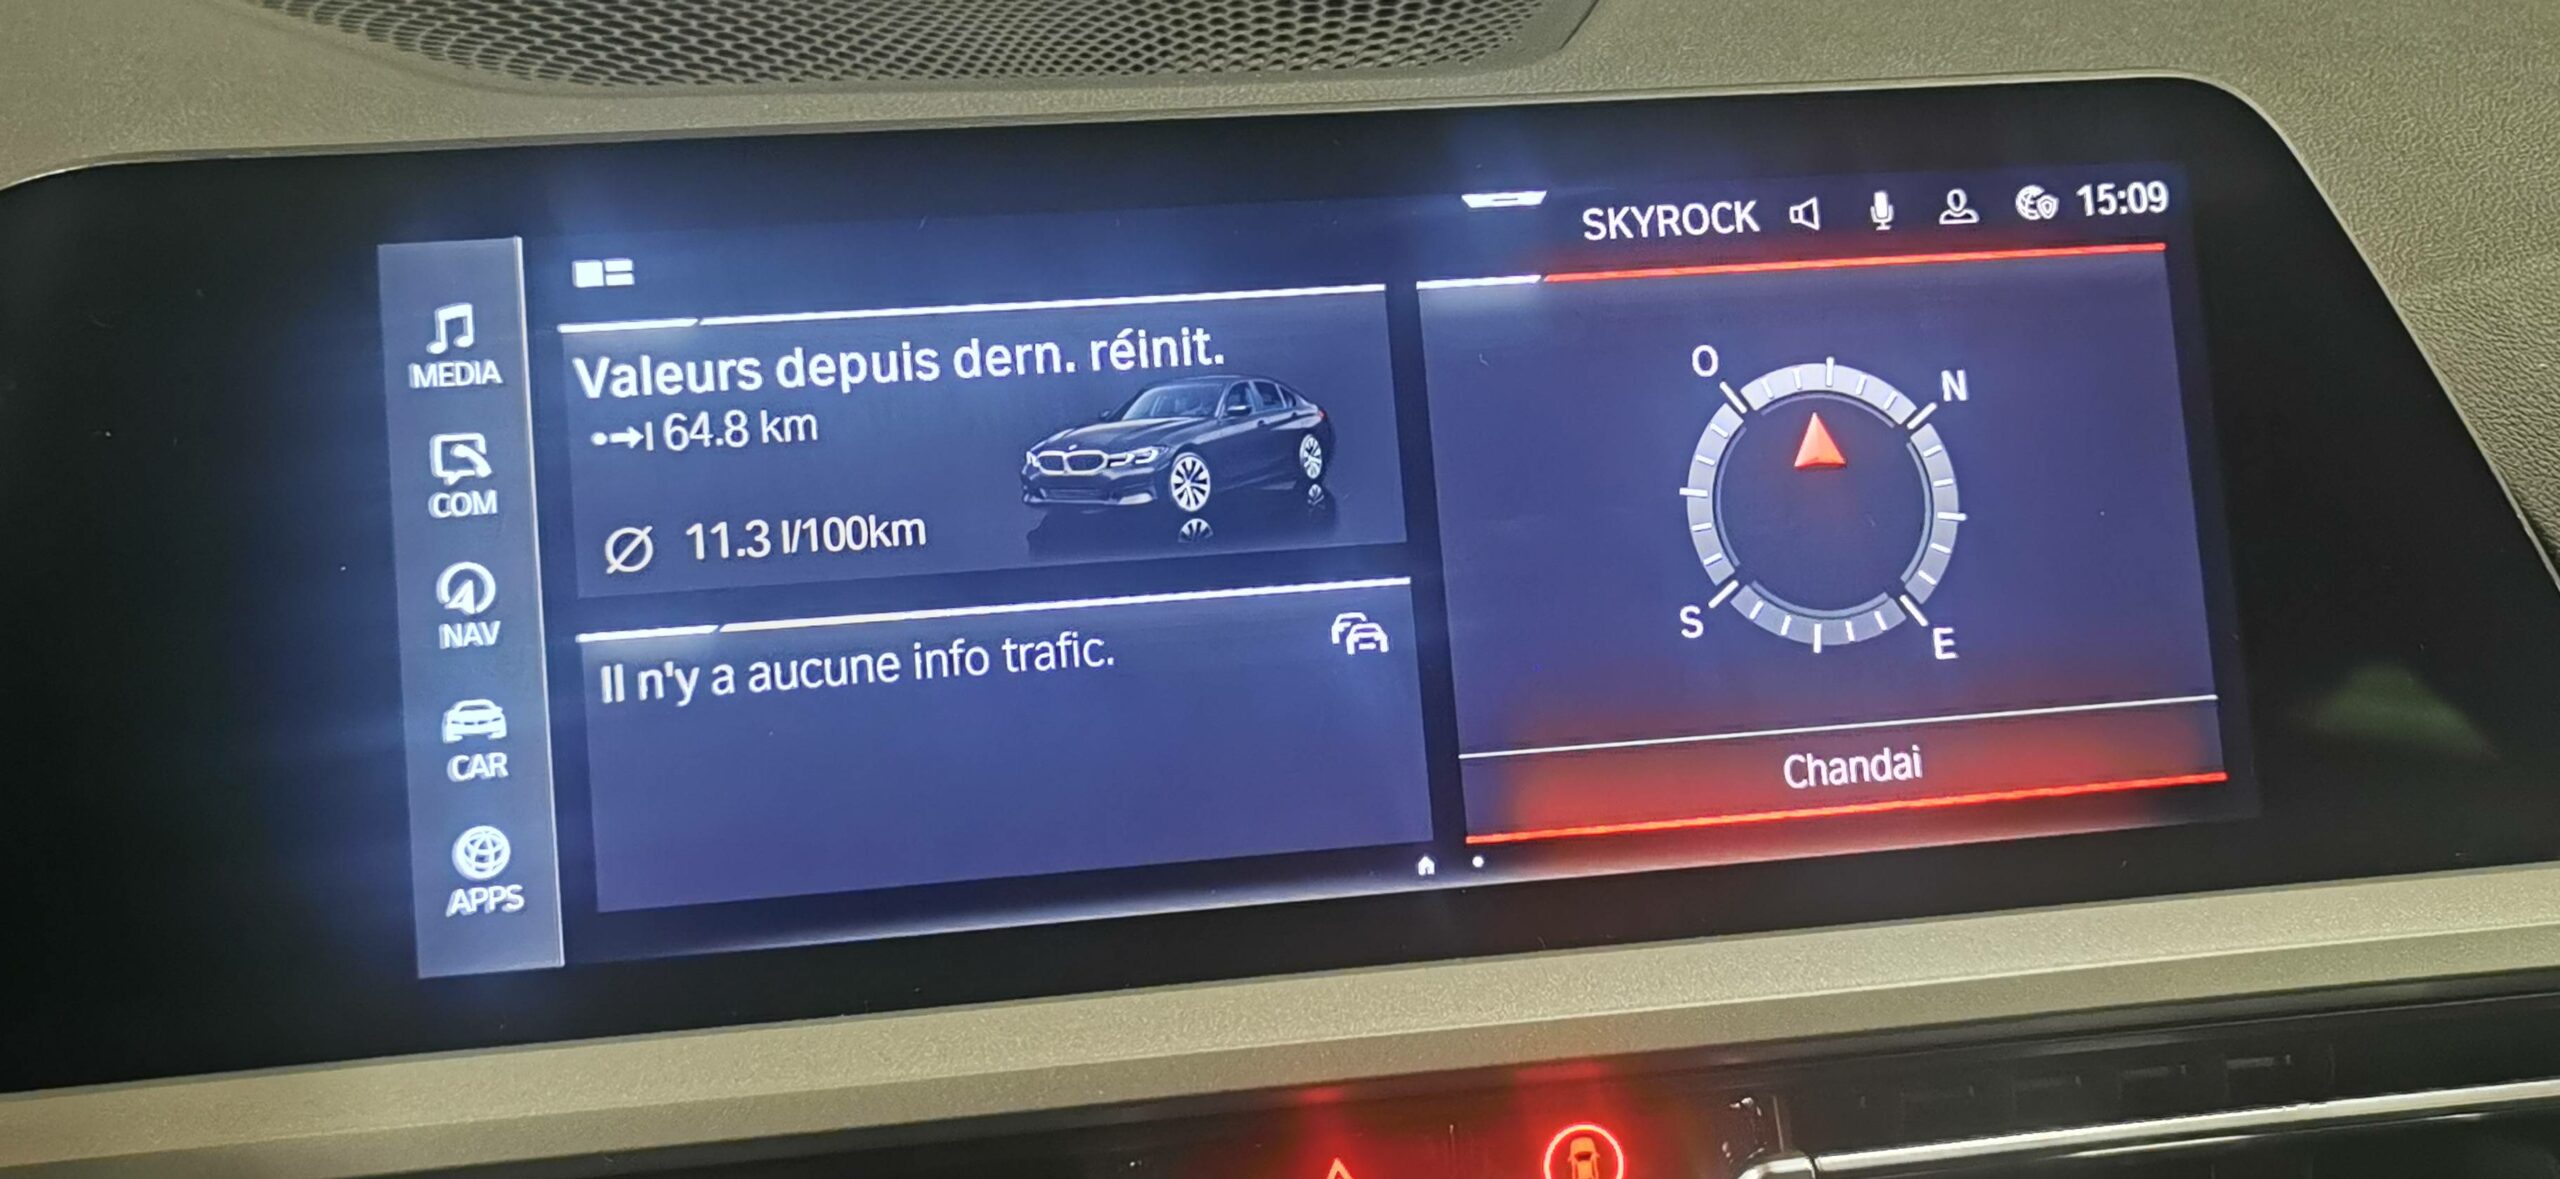 SKYROCK 15:09
MEDIA
COM
NAV
CAR
APPS
Valeurs depuis dern. réinit.
64.8 km
Ø 11.3 l/100km
Il n'y a aucune info trafic.
O
N
S
E
Chandai